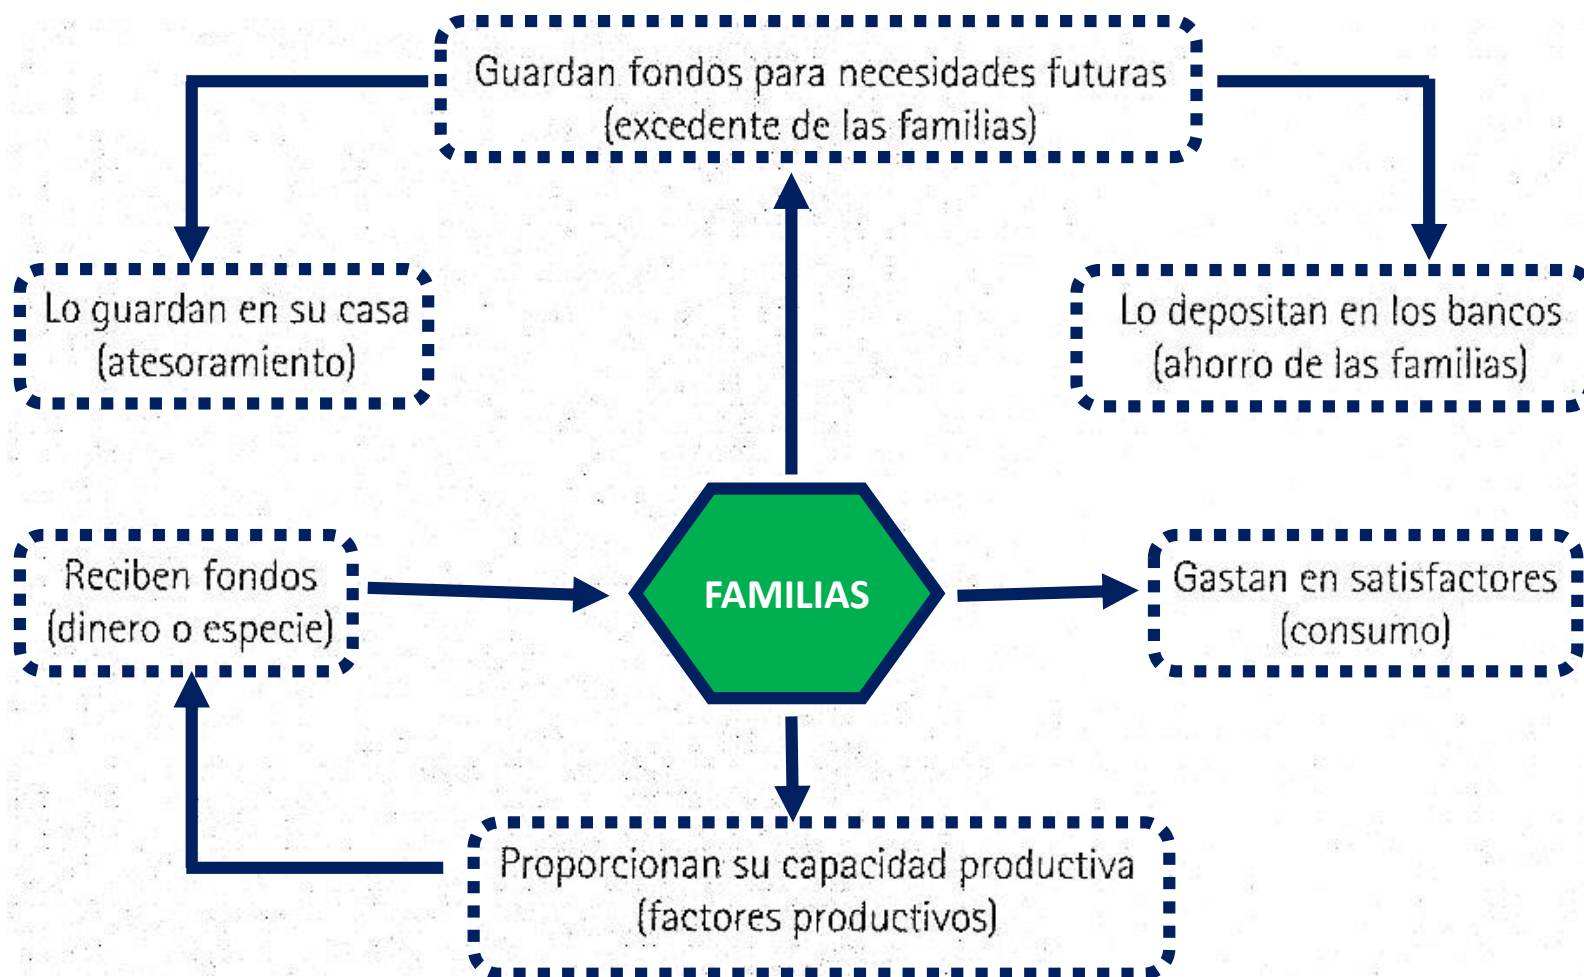 Guardan fondos para necesidades futuras
(excedente de las familias)
Lo guardan en su casa
(atesoramiento)
Lo depositan en los bancos
(ahorro de las familias)
Reciben fondos
(dinero o especie)
FAMILIAS
Gastan en satisfactores
(consumo)
Proporcionan su capacidad productiva
(factores productivos)